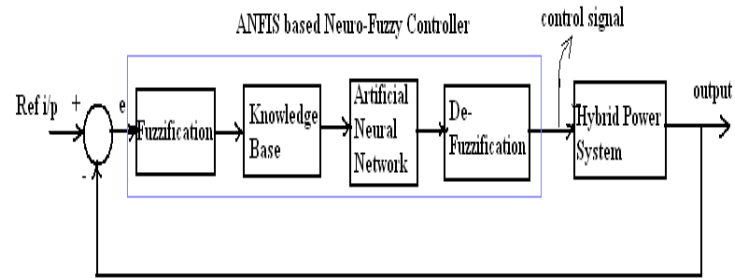 ANFIS based Neuro-Fuzzy Controller
control signal
Ref i/p
+
e
-
Fuzzification
Knowledge
Base
Artificial
Neural
Network
De-
Fuzzification
Hybrid Power
System
output